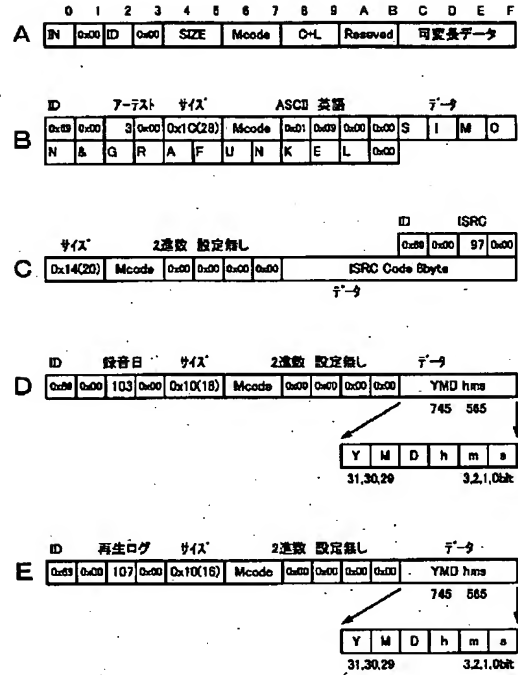 0 1 2 3 4 5 6 7 8 9 A B C D E F
A IN 0x00 ID 0x00 SIZE Mcode C+L Reseved 可変長データ
ID アーテスト サイズ ASCII 英語 データ
B 0x69 0x00 3 0x00 0x1C(28) Mcode 0x01 0x09 0x00 0x00 S I M O
N & G R A F U N K E L 0x00
ID ISRC
0x69 0x00 97 0x00
サイズ 2進数 設定無し
C 0x14(20) Mcode 0x00 0x00 0x00 0x00 ISRC Code 8byte
データ
ID 録音日 サイズ 2進数 設定無し データ
D 0x69 0x00 103 0x00 0x10(16) Mcode 0x00 0x00 0x00 0x00 YMD hms
745 565
Y M D h m s
31,30,29 3,2,1,0bit
ID 再生ログ サイズ 2進数 設定無し データ
E 0x69 0x00 107 0x00 0x10(16) Mcode 0x00 0x00 0x00 0x00 YMD hms
745 565
Y M D h m s
31,30,29 3,2,1,0bit